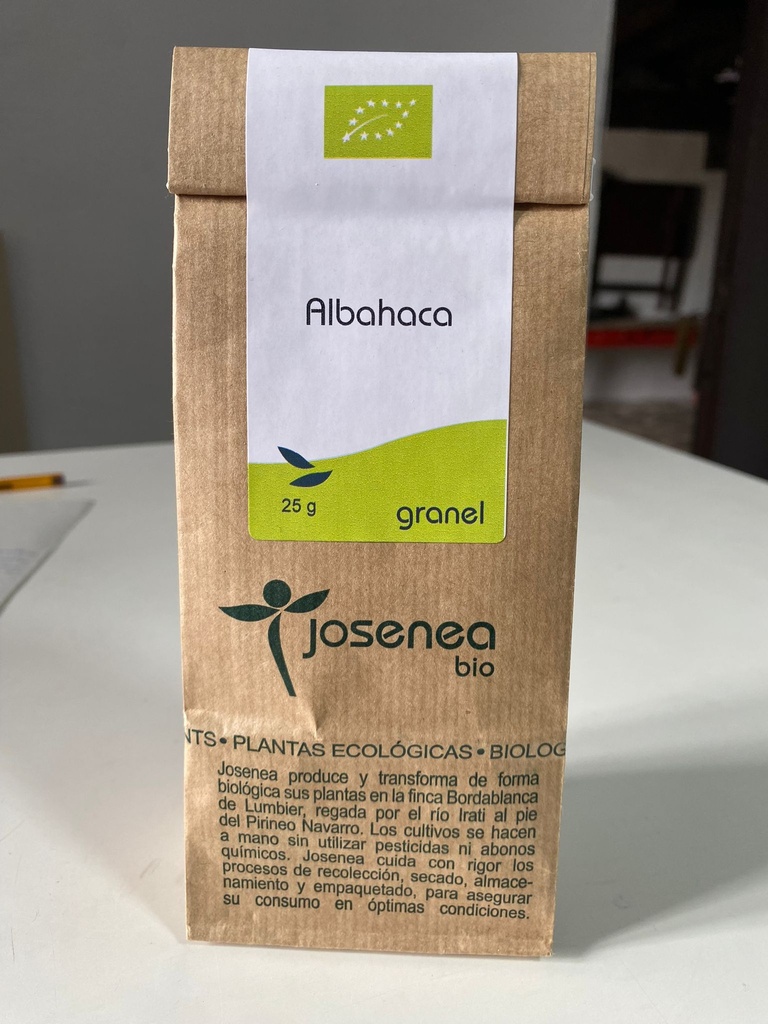 Albahaca
25 g
granel
josenea
bio
NTS • PLANTAS ECOLÓGICAS • BIOLOG
Josenea produce y transforma de forma
biológica sus plantas en la finca Bordablanca
de Lumbier, regada por el río Irati al pie
del Pirineo Navarro. Los cultivos se hacen
a mano sin utilizar pesticidas ni abonos
químicos. Josenea cuida con rigor los
procesos de recolección, secado, almace-
namiento y empaquetado, para asegurar
su consumo en óptimas condiciones.